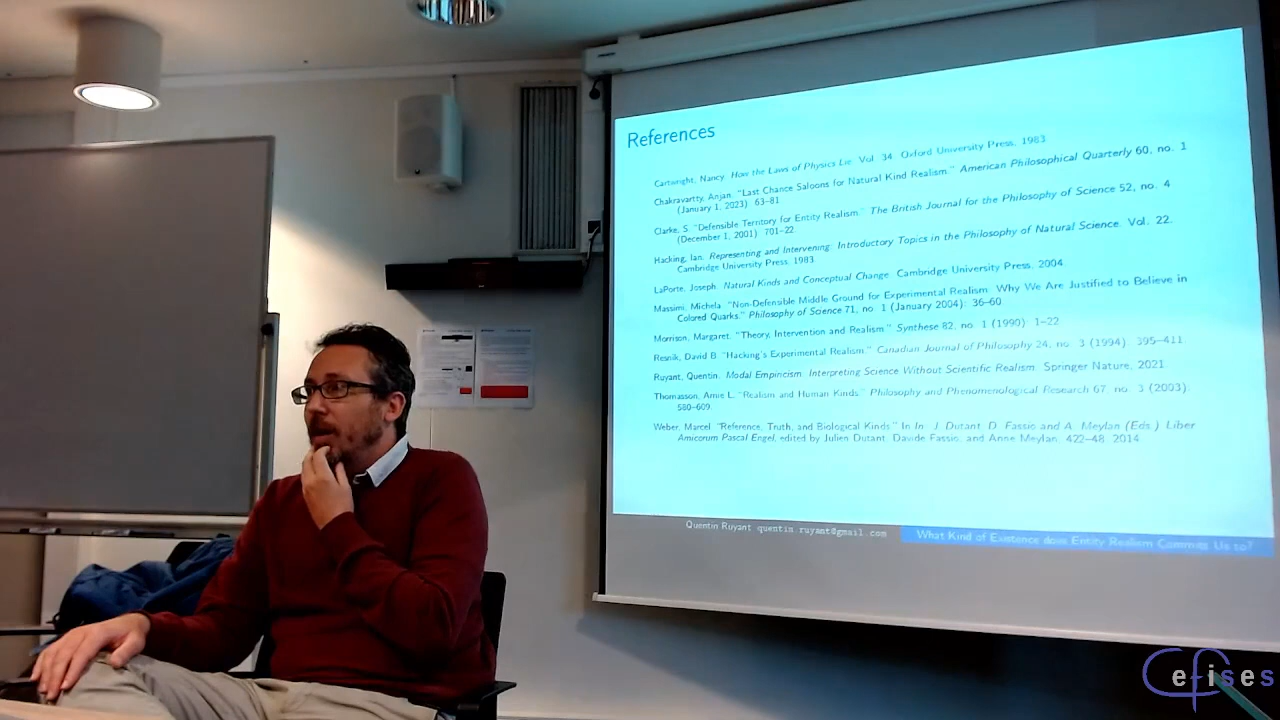 References
Cartwright, Nancy. How the Laws of Physics Lie. Vol. 34. Oxford University Press, 1983.
Chakravartty, Anjan. "Last Chance Saloons for Natural Kind Realism." American Philosophical Quarterly 60, no. 1
(January 1, 2023): 63–81.
Clarke, S. "Defensible Territory for Entity Realism." The British Journal for the Philosophy of Science 52, no. 4
(December 1, 2001): 701–22.
Hacking, Ian. Representing and Intervening: Introductory Topics in the Philosophy of Natural Science. Vol. 22.
Cambridge University Press, 1983.
LaPorte, Joseph. Natural Kinds and Conceptual Change. Cambridge University Press, 2004.
Massimi, Michela. "Non-Defensible Middle Ground for Experimental Realism: Why We Are Justified to Believe in
Colored Quarks." Philosophy of Science 71, no. 1 (January 2004): 36–60.
Morrison, Margaret. "Theory, Intervention and Realism." Synthese 82, no. 1 (1990): 1–22.
Resnik, David B. "Hacking's Experimental Realism." Canadian Journal of Philosophy 24, no. 3 (1994): 395–411.
Ruyant, Quentin. Modal Empiricism: Interpreting Science Without Scientific Realism. Springer Nature, 2021.
Thomasson, Amie L. "Realism and Human Kinds." Philosophy and Phenomenological Research 67, no. 3 (2003):
580–609.
Weber, Marcel. "Reference, Truth, and Biological Kinds." In In: J. Dutant, D. Fassio and A. Meylan (Eds.) Liber
Amicorum Pascal Engel, edited by Julien Dutant, Davide Fassio, and Anne Meylan, 422–48, 2014.
Quentin Ruyant quentin.ruyant@gmail.com
What Kind of Existence does Entity Realism Commits Us to?
Cefises